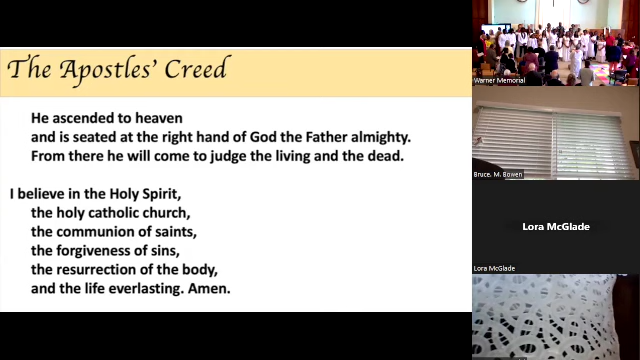 The Apostles' Creed
He ascended to heaven
and is seated at the right hand of God the Father almighty.
From there he will come to judge the living and the dead.
I believe in the Holy Spirit,
the holy catholic church,
the communion of saints,
the forgiveness of sins,
the resurrection of the body,
and the life everlasting. Amen.
Warner Memorial
Bruce, M. Bowen
Lora McGlade
Lora McGlade